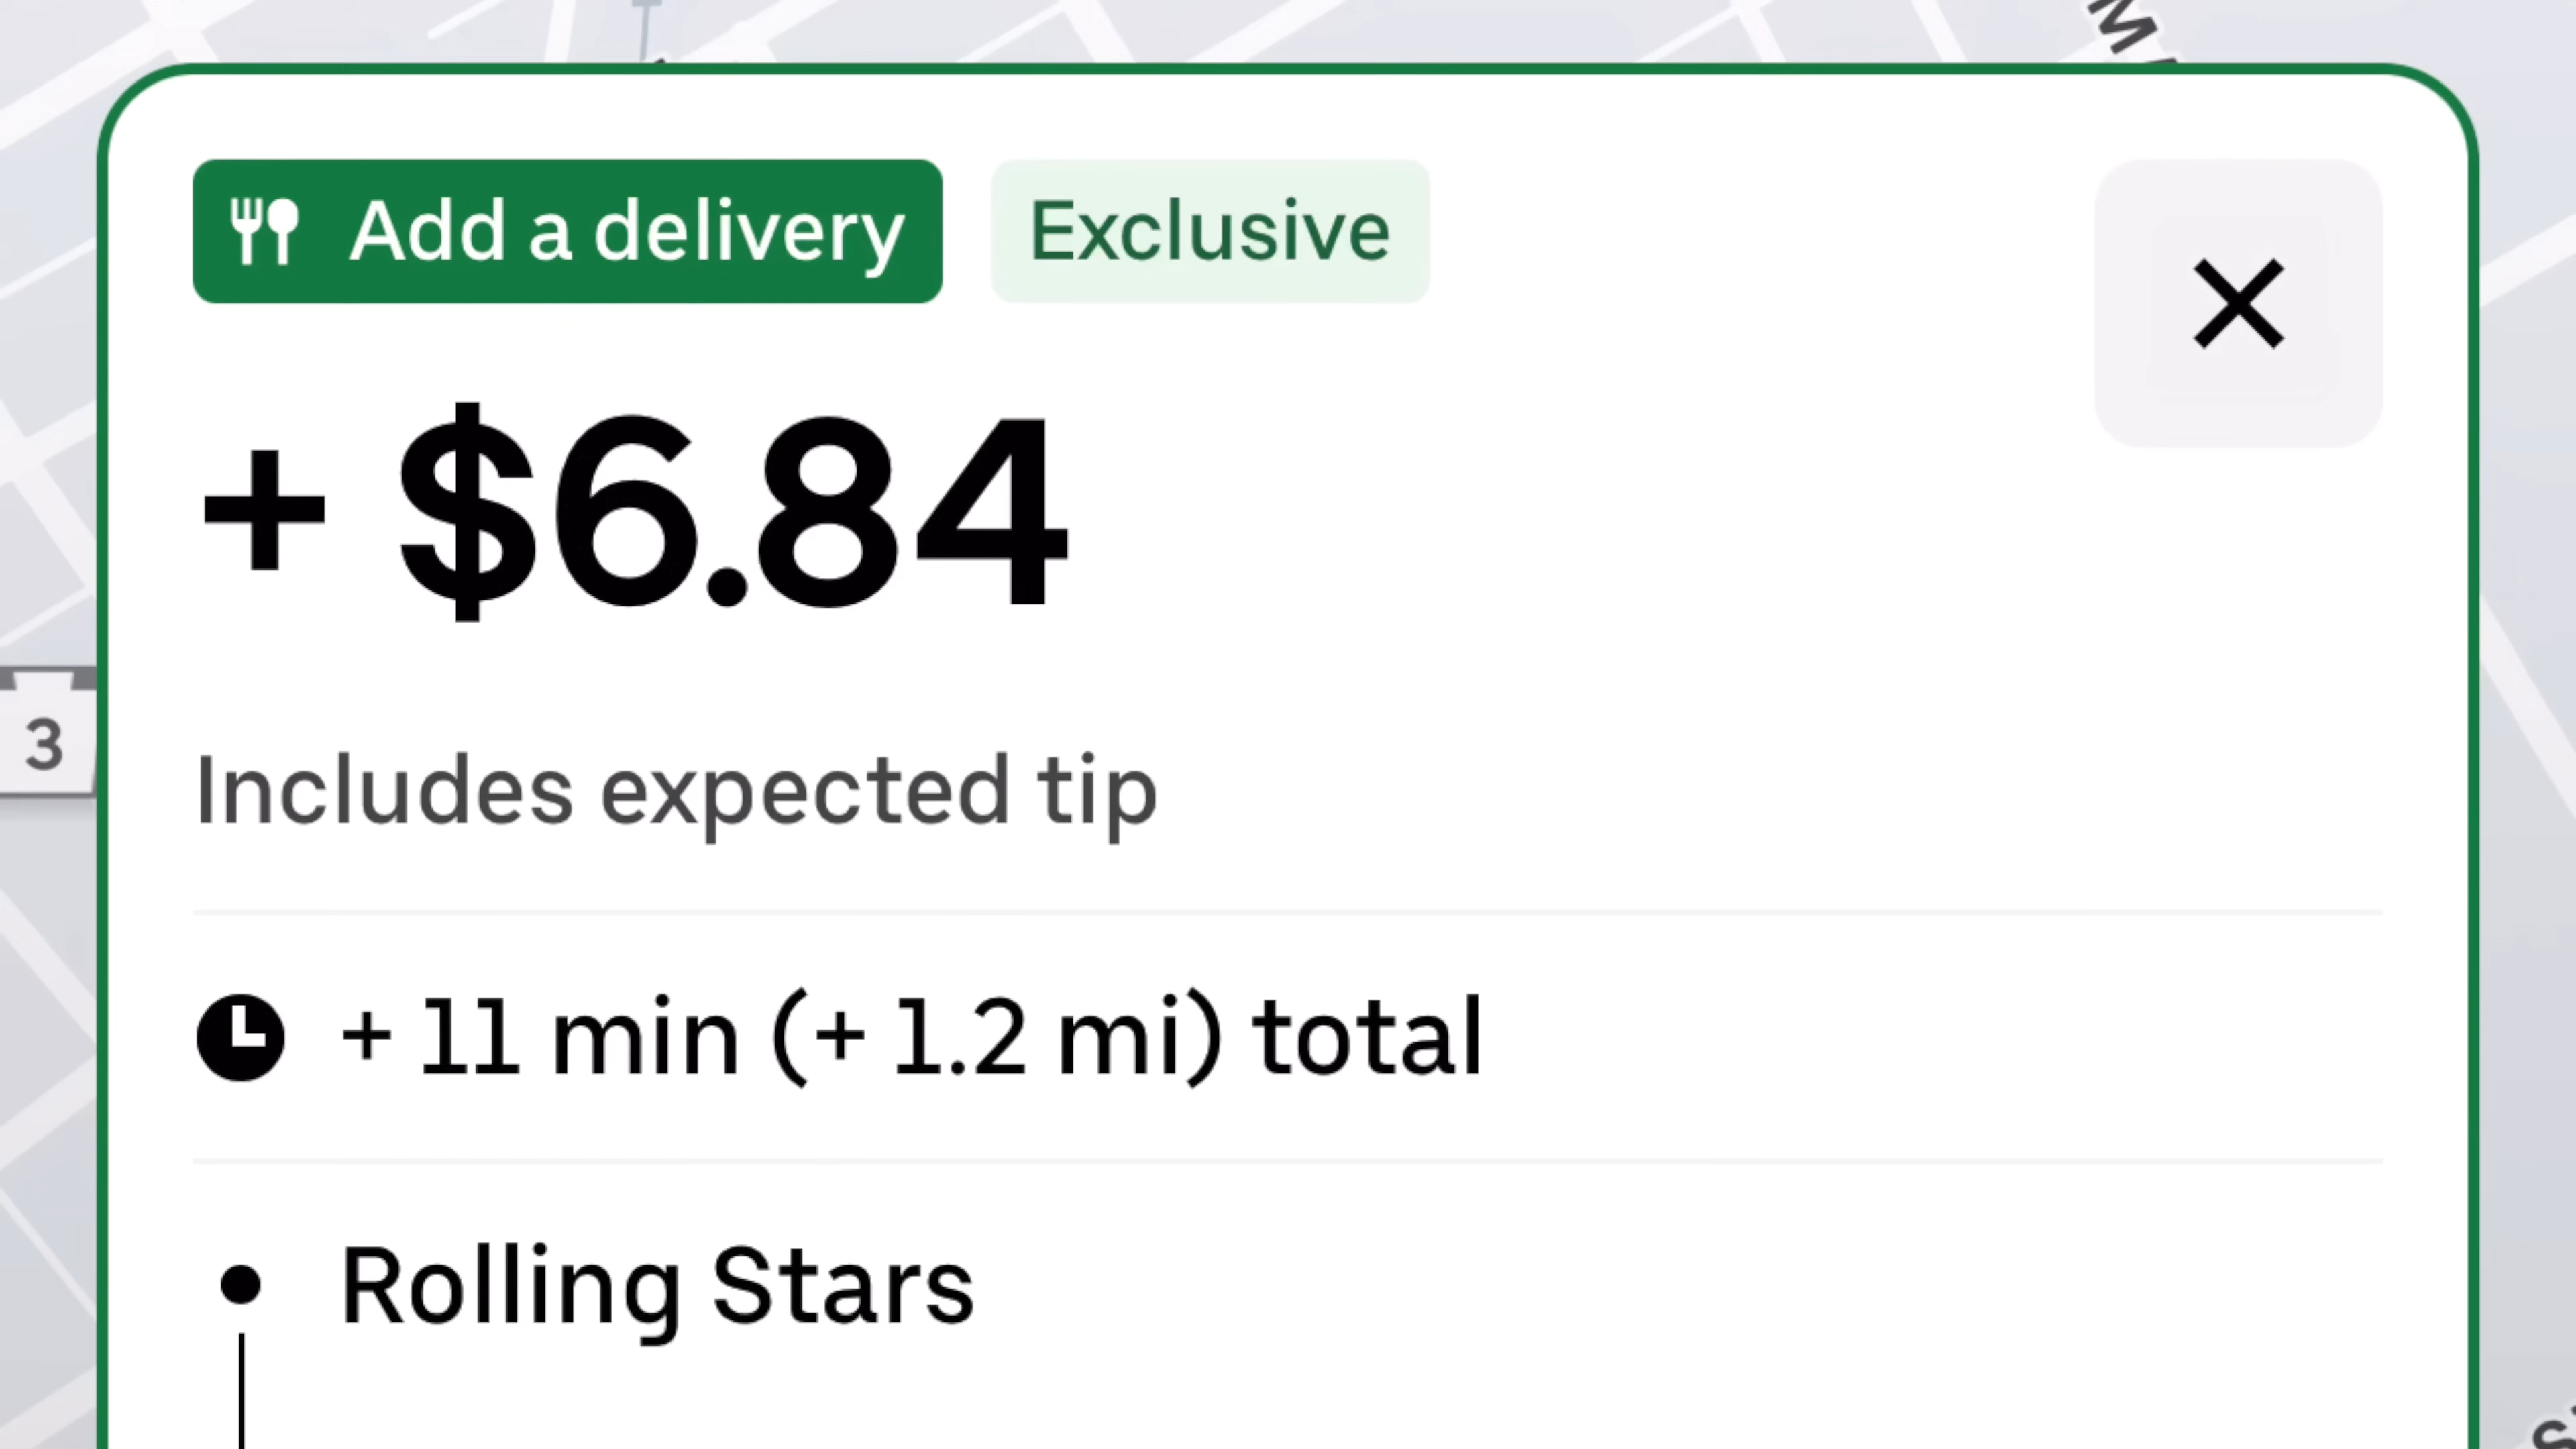 Add a delivery
Exclusive
+ $6.84
Includes expected tip
+ 11 min (+ 1.2 mi) total
Rolling Stars
3